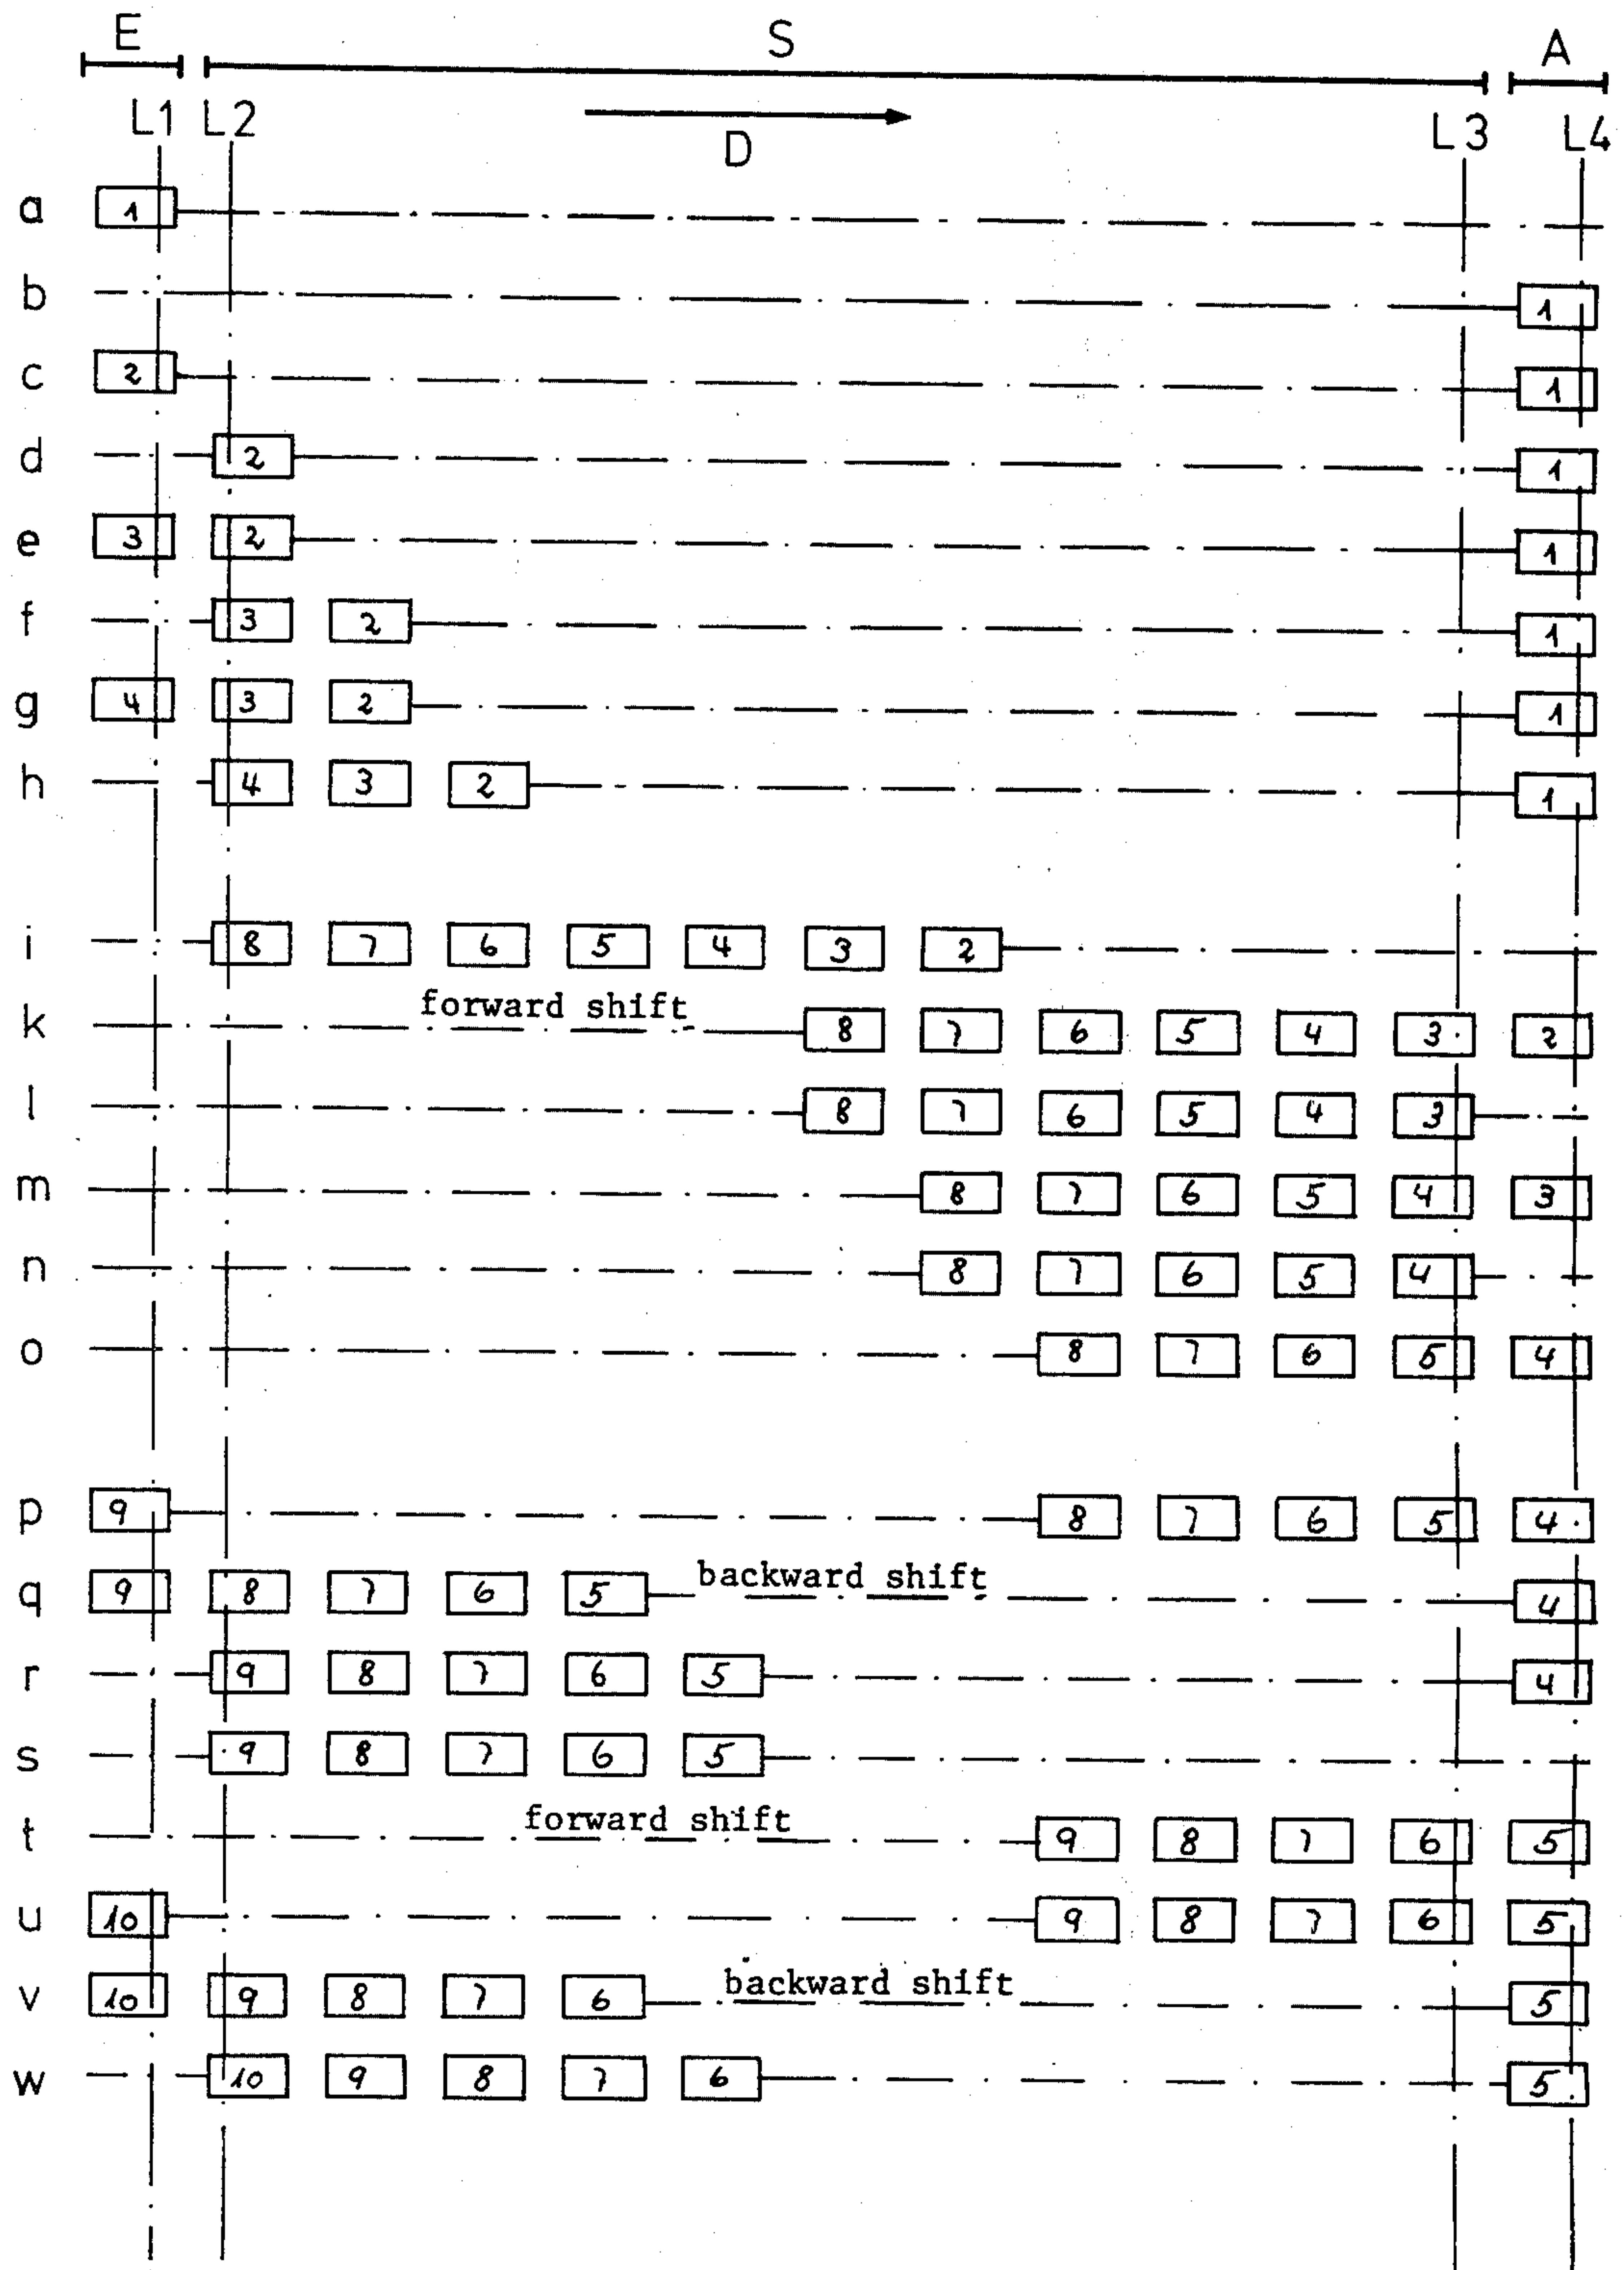 E S A
L1 L2 D L3 L4
a 1
b 1
c 2 1
d 2 1
e 3 2 1
f 3 2 1
g 4 3 2 1
h 4 3 2 1
i 8 7 6 5 4 3 2
forward shift
k 8 7 6 5 4 3 2
l 8 7 6 5 4 3
m 8 7 6 5 4 3
n 8 7 6 5 4
o 8 7 6 5 4
p 9 8 7 6 5 4
q 9 8 7 6 5 backward shift 4
r 9 8 7 6 5 4
s 9 8 7 6 5
forward shift
t 9 8 7 6 5
u 10 9 8 7 6 5
v 10 9 8 7 6 backward shift 5
w 10 9 8 7 6 5